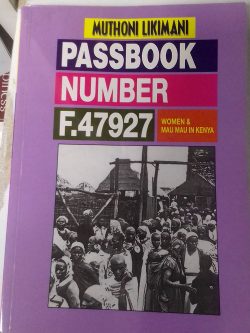 MUTHONI LIKIMANI
PASSBOOK
NUMBER
F.47927
WOMEN &
MAU MAU IN KENYA